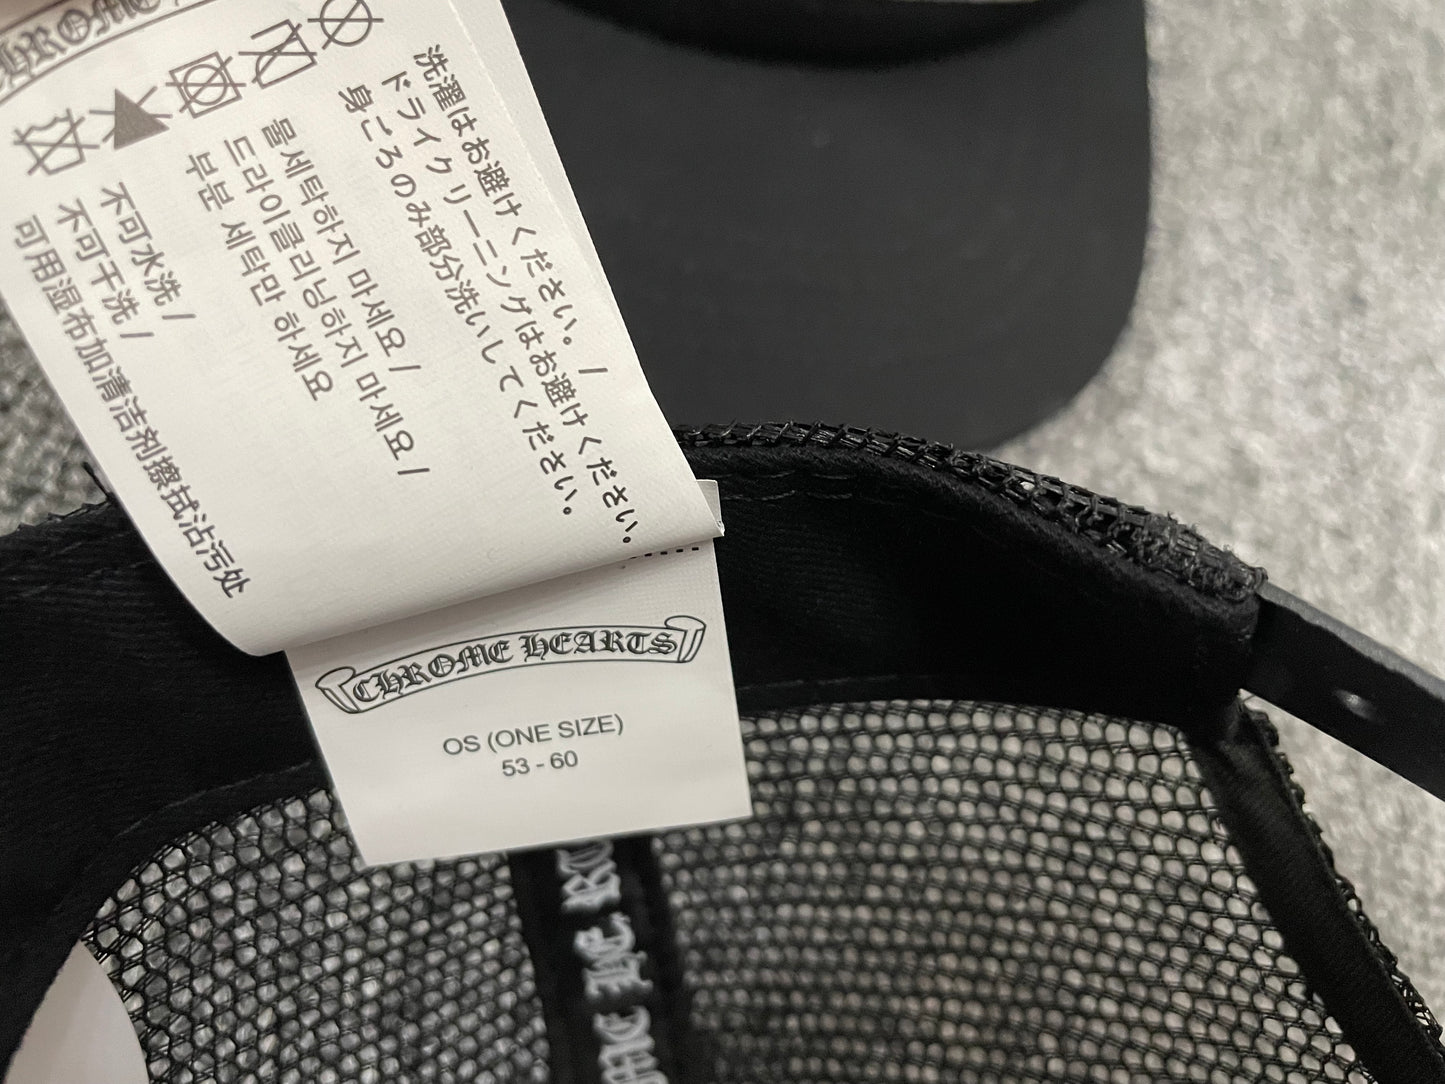 CHROME
洗濯はお避けください。/
ドライクリーニングはお避けください。
身ごろのみ部分洗いしてください。
물세탁하지 마세요 /
드라이클리닝하지 마세요 /
부분 세탁만 하세요
不可水洗 /
不可干洗 /
可用湿布加清洁剂擦拭沾污处
CHROME HEARTS
OS (ONE SIZE)
53 - 60